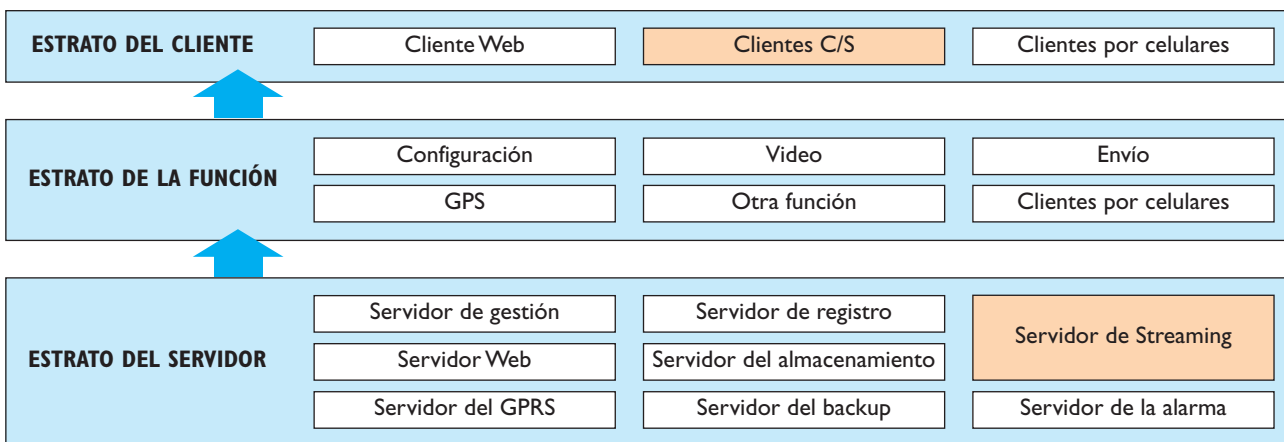 ESTRATO DEL CLIENTE
Cliente Web
Clientes C/S
Clientes por celulares
ESTRATO DE LA FUNCIÓN
Configuración
Video
Envío
GPS
Otra función
Clientes por celulares
ESTRATO DEL SERVIDOR
Servidor de gestión
Servidor de registro
Servidor de Streaming
Servidor Web
Servidor del almacenamiento
Servidor del GPRS
Servidor del backup
Servidor de la alarma